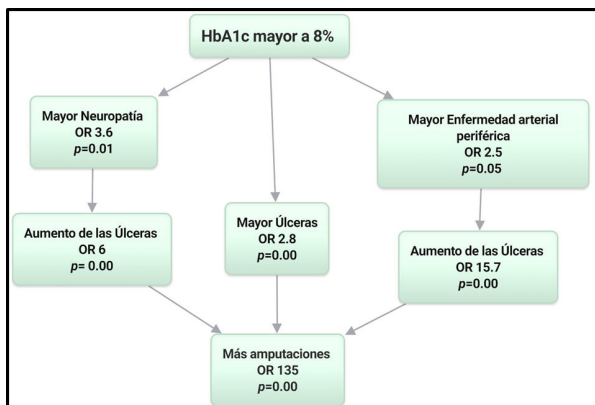 HbA1c mayor a 8%
Mayor Neuropatía
OR 3.6
p=0.01
Mayor Enfermedad arterial
periférica
OR 2.5
p=0.05
Aumento de las Úlceras
OR 6
p= 0.00
Mayor Úlceras
OR 2.8
p=0.00
Aumento de las Úlceras
OR 15.7
p=0.00
Más amputaciones
OR 135
p=0.00